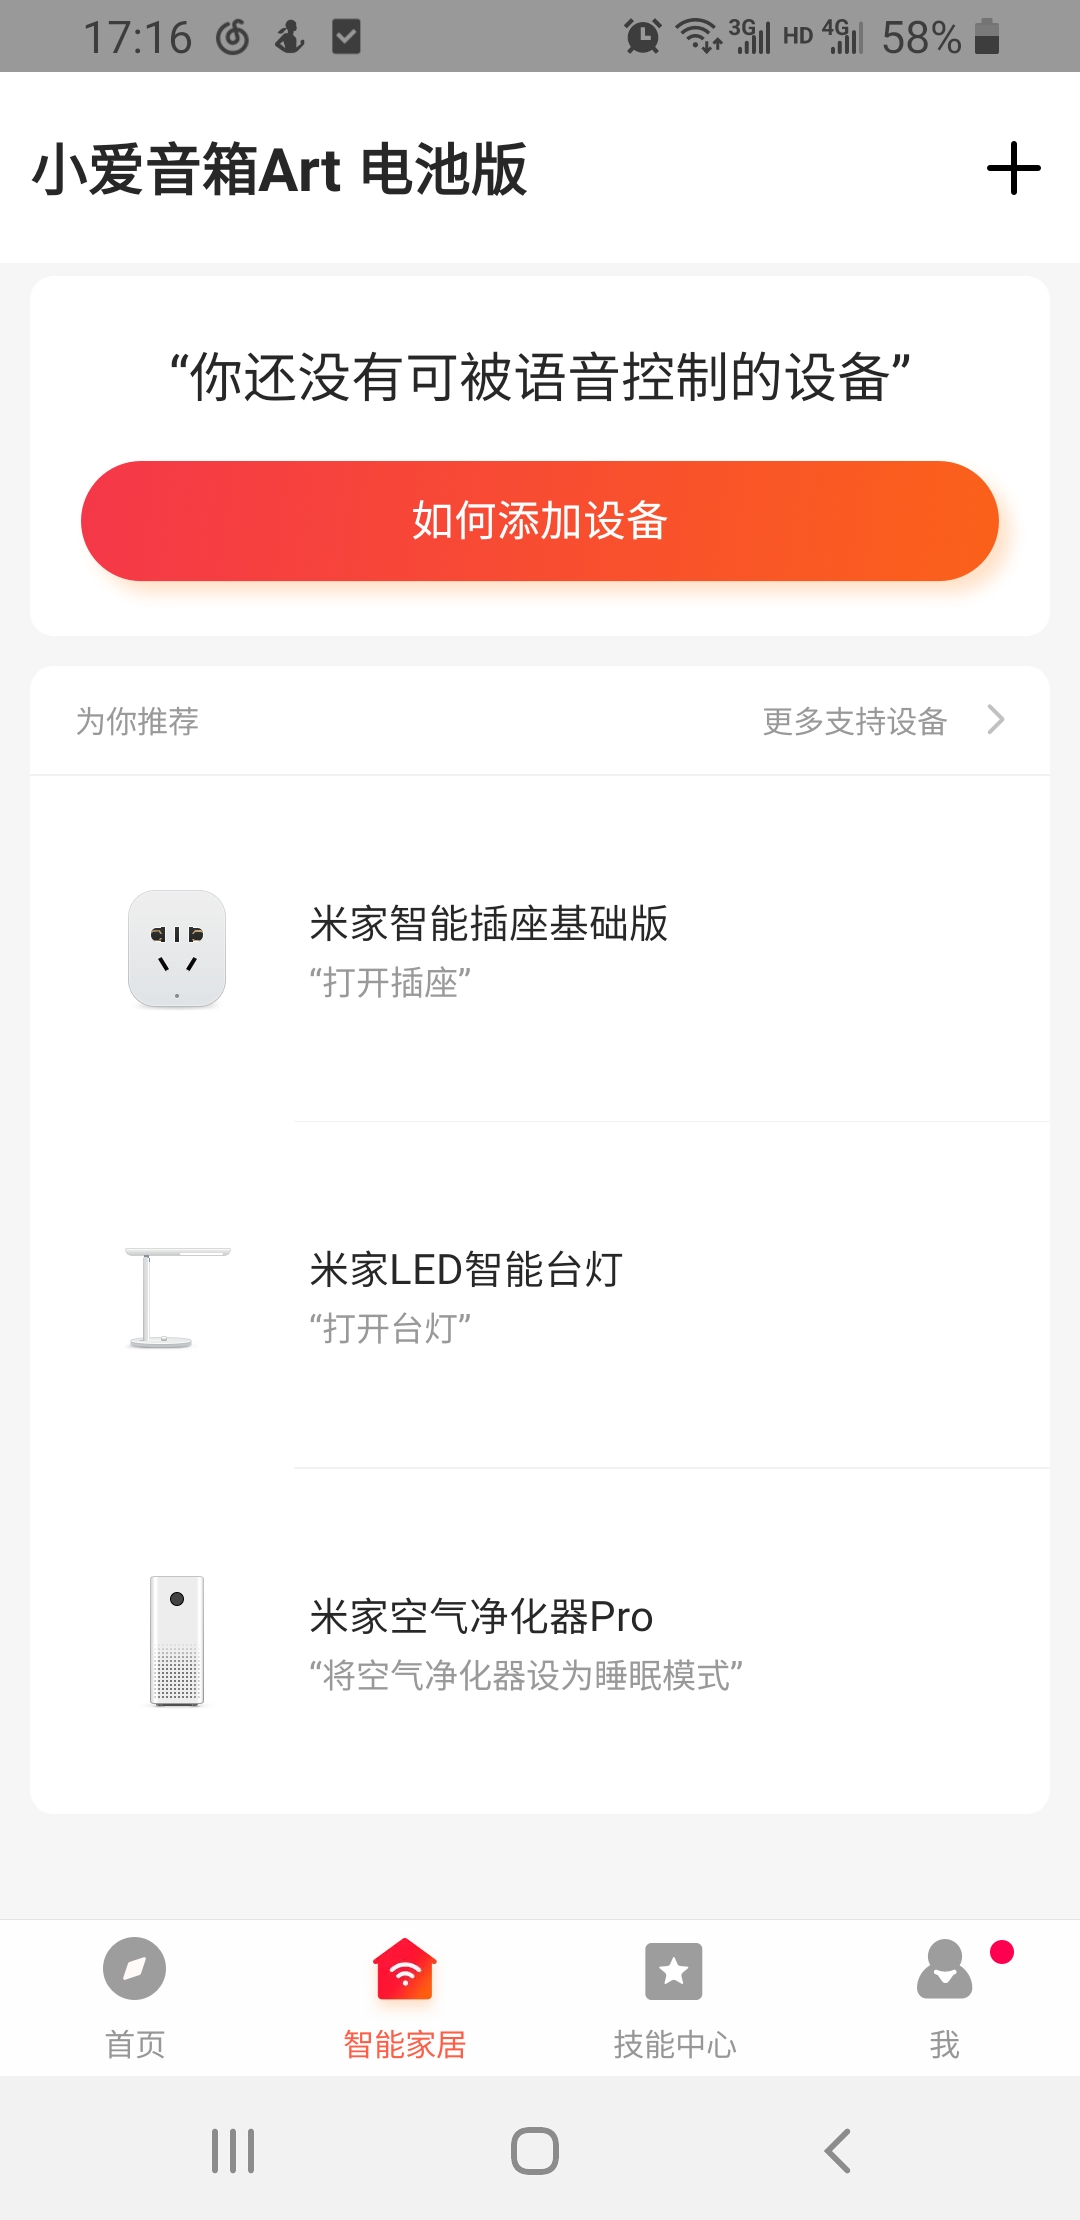 17:16 3G HD 4G 58%
小爱音箱Art 电池版
“你还没有可被语音控制的设备”
如何添加设备
为你推荐 更多支持设备
米家智能插座基础版
“打开插座”
米家LED智能台灯
“打开台灯”
米家空气净化器Pro
“将空气净化器设为睡眠模式”
首页 智能家居 技能中心 我